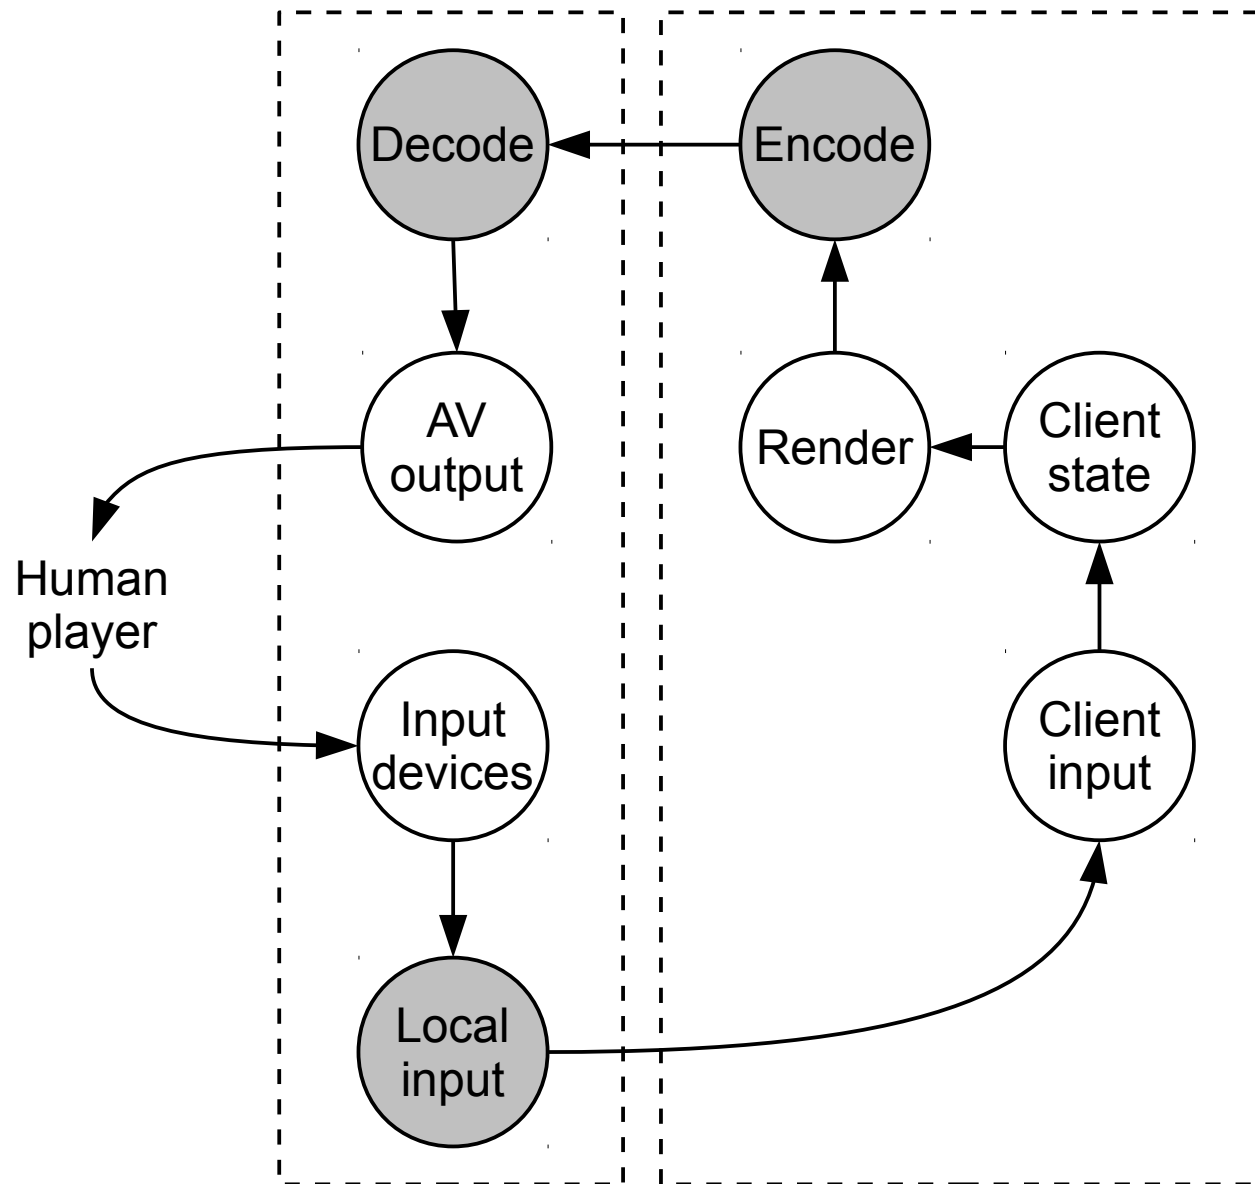 Decode
Encode
AV
output
Render
Client
state
Human
player
Input
devices
Client
input
Local
input